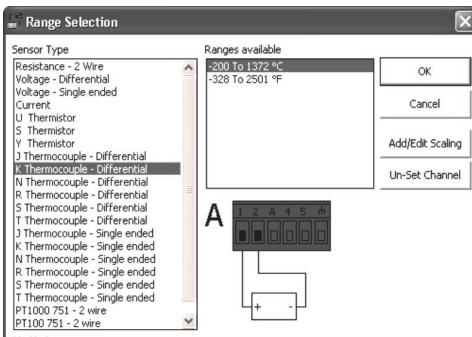 Range Selection
Sensor Type
Resistance - 2 Wire
Voltage - Differential
Voltage - Single ended
Current
U Thermistor
S Thermistor
Y Thermistor
J Thermocouple - Differential
K Thermocouple - Differential
N Thermocouple - Differential
R Thermocouple - Differential
S Thermocouple - Differential
T Thermocouple - Differential
J Thermocouple - Single ended
K Thermocouple - Single ended
N Thermocouple - Single ended
R Thermocouple - Single ended
S Thermocouple - Single ended
T Thermocouple - Single ended
PT1000 751 - 2 wire
PT100 751 - 2 wire
Ranges available
-200 To 1372 °C
-328 To 2501 °F
OK
Cancel
Add/Edit Scaling
Un-Set Channel
A
1 2 A 4 5
+ -